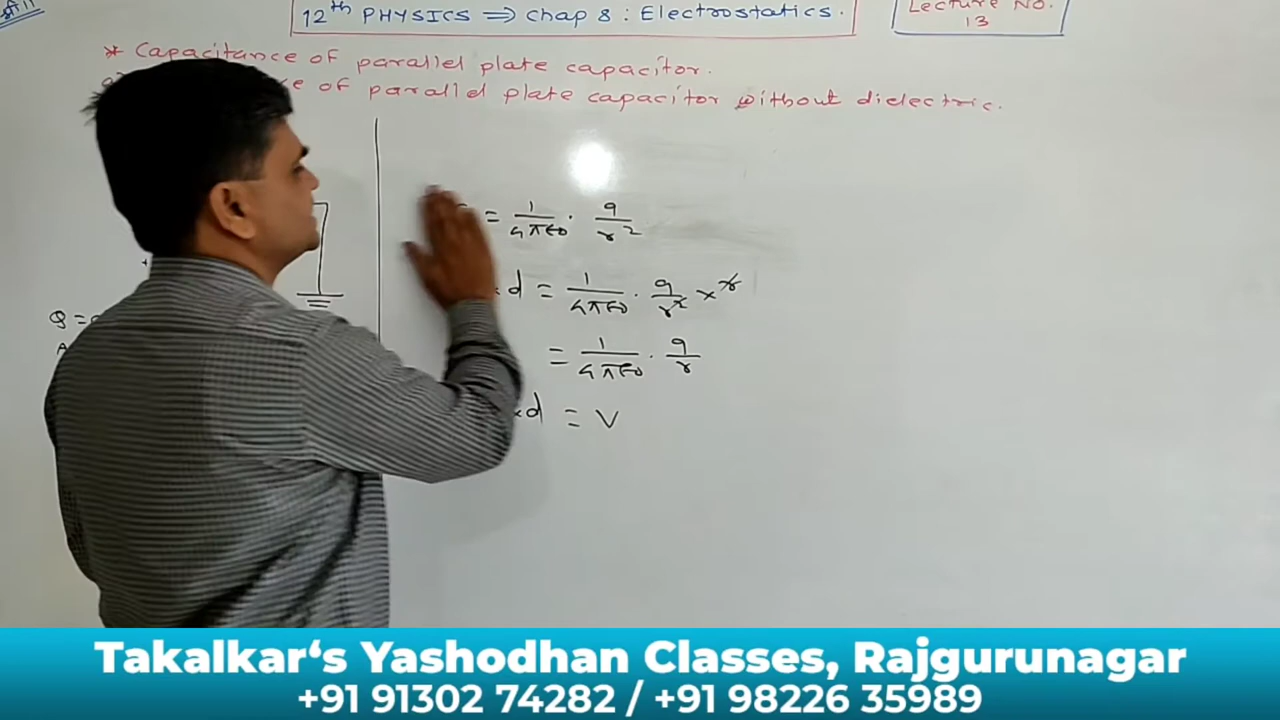 श्री॥
12th PHYSICS ⇒ Chap 8 : Electrostatics.
Lecture No.
13
* Capacitance of parallel plate capacitor.
of parallel plate capacitor without dielectric.
= 1/4πε0 · q/r²
d = 1/4πε0 · q/r² × r
= 1/4πε0 · q/r
×d = V
+
Q =
A
Takalkar‘s Yashodhan Classes, Rajgurunagar
+91 91302 74282 / +91 98226 35989